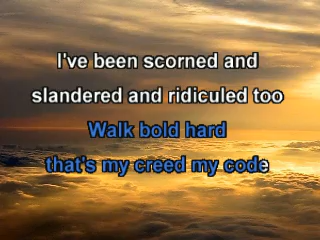 I've been scorned and
slandered and ridiculed too
Walk bold hard
that's my creed my code